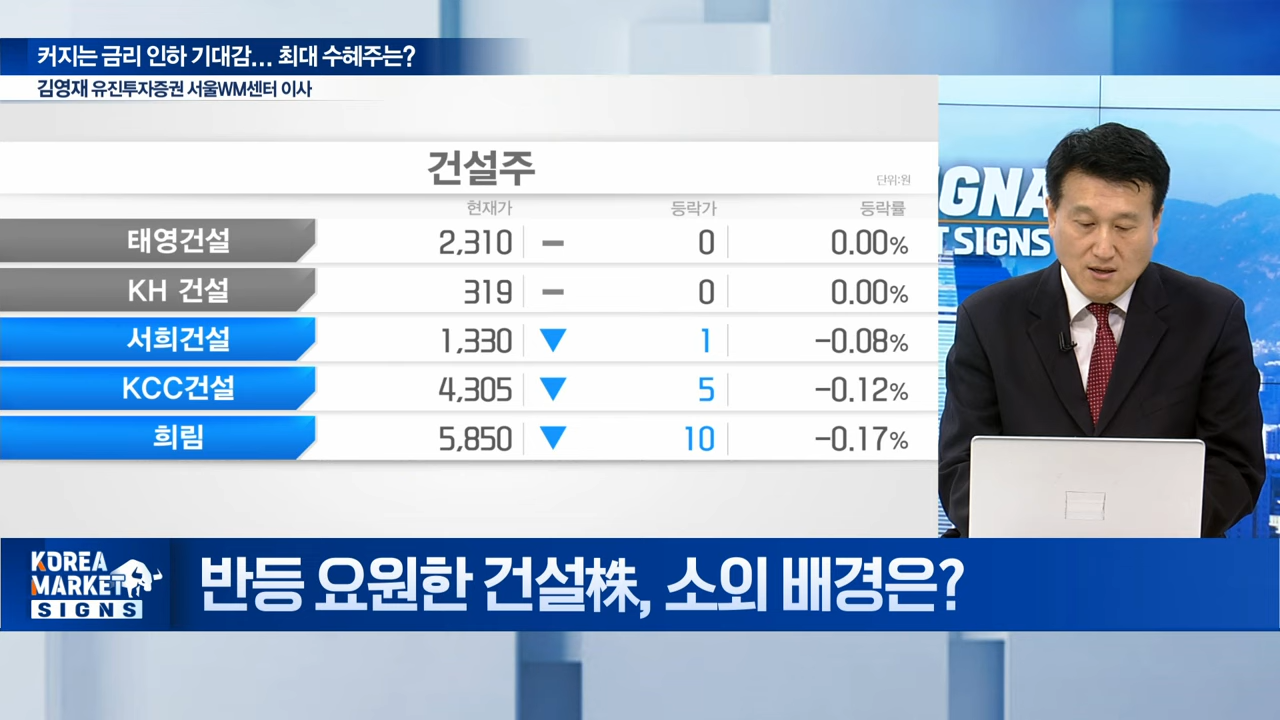 커지는 금리 인하 기대감... 최대 수혜주는?
김영재 유진투자증권 서울WM센터 이사
건설주
단위:원
현재가 등락가 등락률
태영건설 2,310 – 0 0.00%
KH 건설 319 – 0 0.00%
서희건설 1,330 ▼ 1 -0.08%
KCC건설 4,305 ▼ 5 -0.12%
희림 5,850 ▼ 10 -0.17%
IGNA
T SIGNS
KOREA
MARKET
SIGNS
반등 요원한 건설株, 소외 배경은?